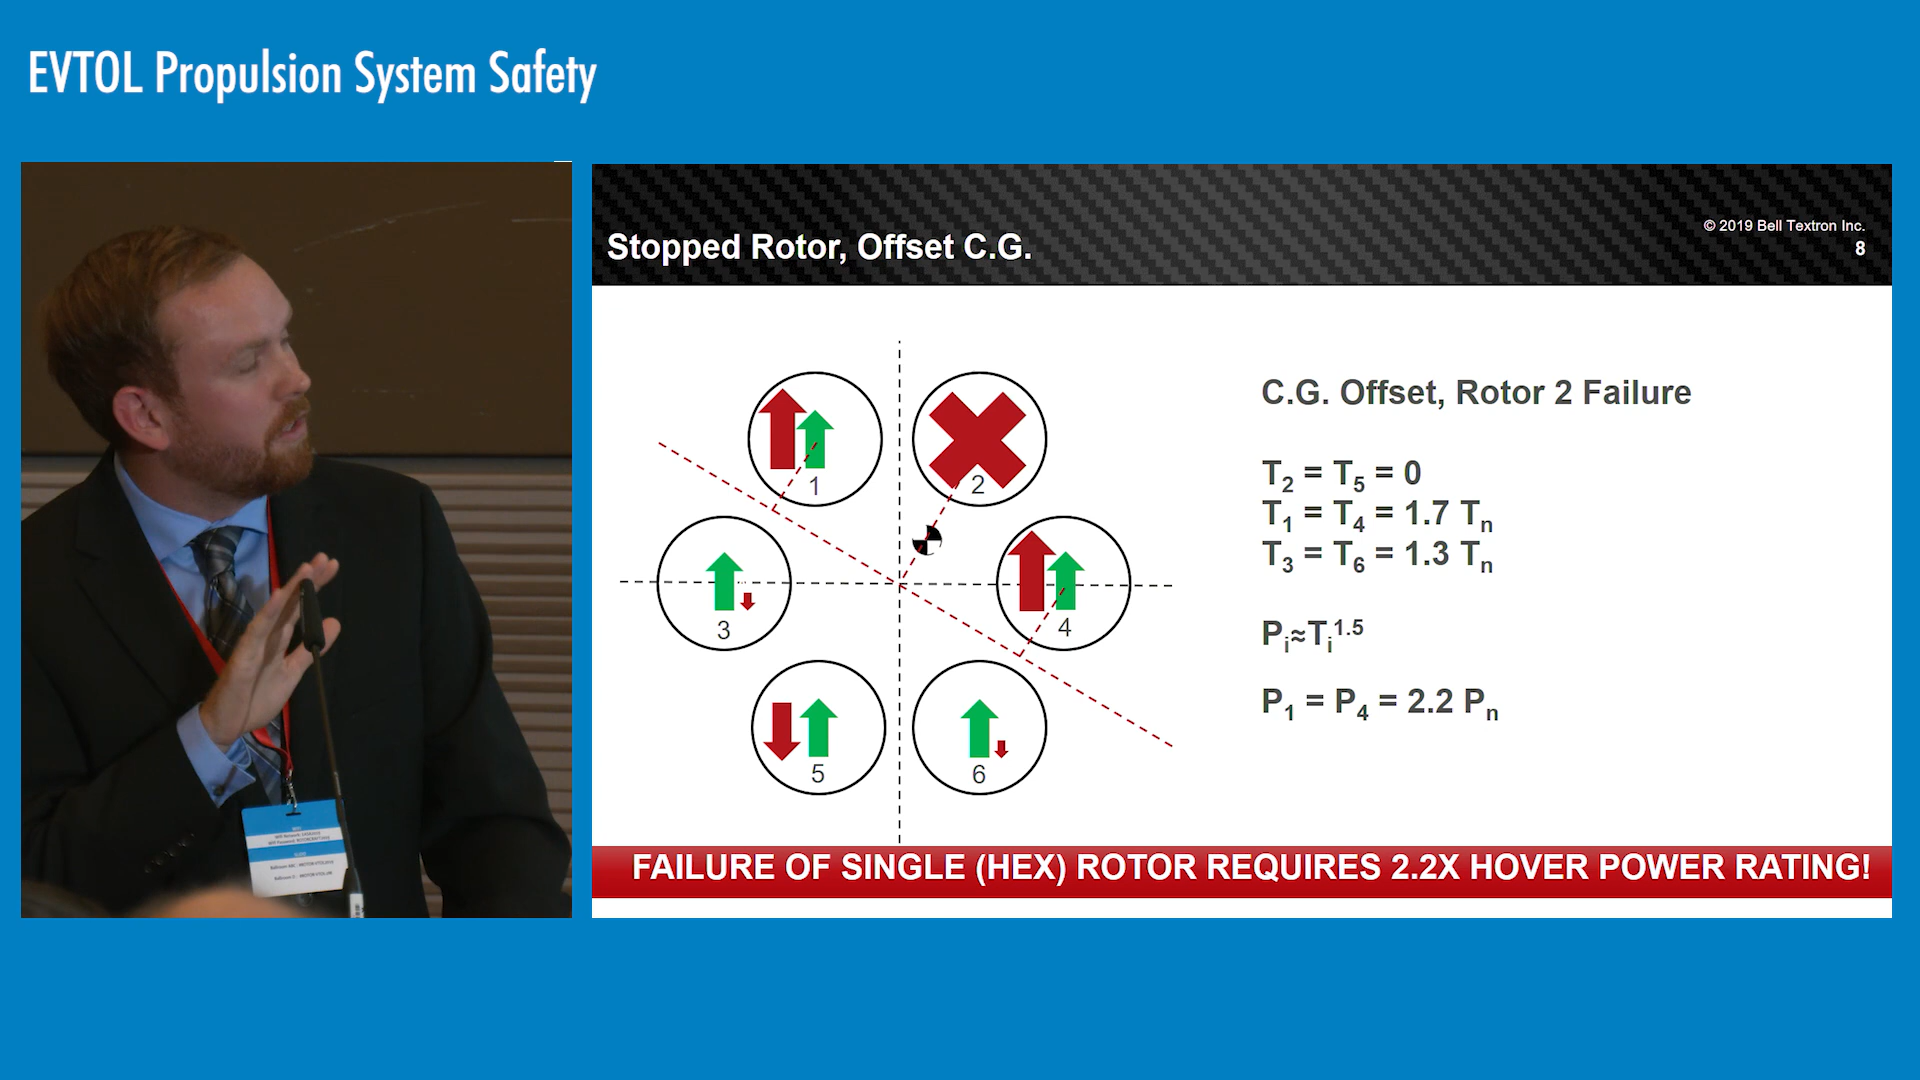 EVTOL Propulsion System Safety
© 2019 Bell Textron Inc.
8
Stopped Rotor, Offset C.G.
1
2
3
4
5
6
C.G. Offset, Rotor 2 Failure
T2 = T5 = 0
T1 = T4 = 1.7 Tn
T3 = T6 = 1.3 Tn
Pi≈Ti1.5
P1 = P4 = 2.2 Pn
FAILURE OF SINGLE (HEX) ROTOR REQUIRES 2.2X HOVER POWER RATING!